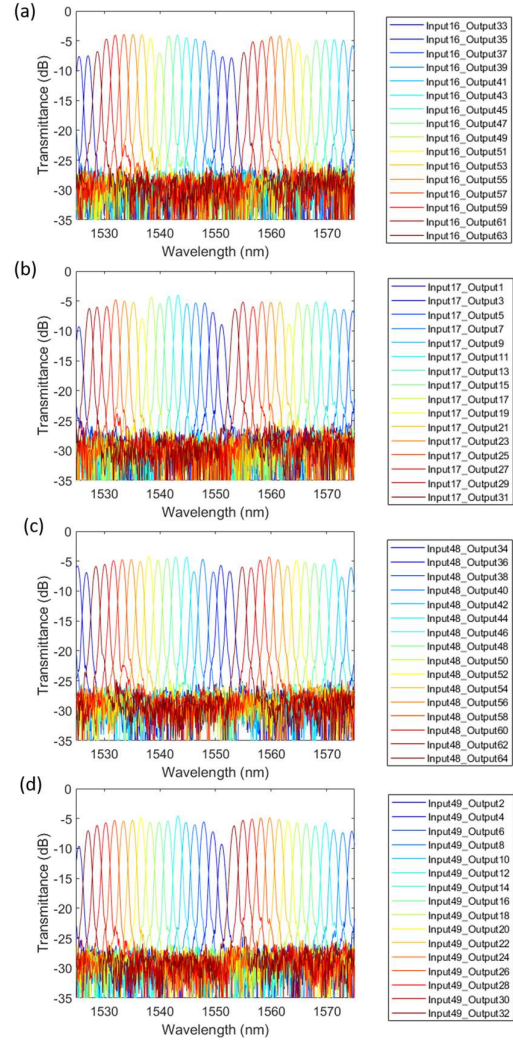 (a)
0
-5
-10
-15
-20
-25
-30
-35
Transmittance (dB)
1530 1540 1550 1560 1570
Wavelength (nm)
Input16_Output33
Input16_Output35
Input16_Output37
Input16_Output39
Input16_Output41
Input16_Output43
Input16_Output45
Input16_Output47
Input16_Output49
Input16_Output51
Input16_Output53
Input16_Output55
Input16_Output57
Input16_Output59
Input16_Output61
Input16_Output63
(b)
0
-5
-10
-15
-20
-25
-30
-35
Transmittance (dB)
1530 1540 1550 1560 1570
Wavelength (nm)
Input17_Output1
Input17_Output3
Input17_Output5
Input17_Output7
Input17_Output9
Input17_Output11
Input17_Output13
Input17_Output15
Input17_Output17
Input17_Output19
Input17_Output21
Input17_Output23
Input17_Output25
Input17_Output27
Input17_Output29
Input17_Output31
(c)
0
-5
-10
-15
-20
-25
-30
-35
Transmittance (dB)
1530 1540 1550 1560 1570
Wavelength (nm)
Input48_Output34
Input48_Output36
Input48_Output38
Input48_Output40
Input48_Output42
Input48_Output44
Input48_Output46
Input48_Output48
Input48_Output50
Input48_Output52
Input48_Output54
Input48_Output56
Input48_Output58
Input48_Output60
Input48_Output62
Input48_Output64
(d)
0
-5
-10
-15
-20
-25
-30
-35
Transmittance (dB)
1530 1540 1550 1560 1570
Wavelength (nm)
Input49_Output2
Input49_Output4
Input49_Output6
Input49_Output8
Input49_Output10
Input49_Output12
Input49_Output14
Input49_Output16
Input49_Output18
Input49_Output20
Input49_Output22
Input49_Output24
Input49_Output26
Input49_Output28
Input49_Output30
Input49_Output32